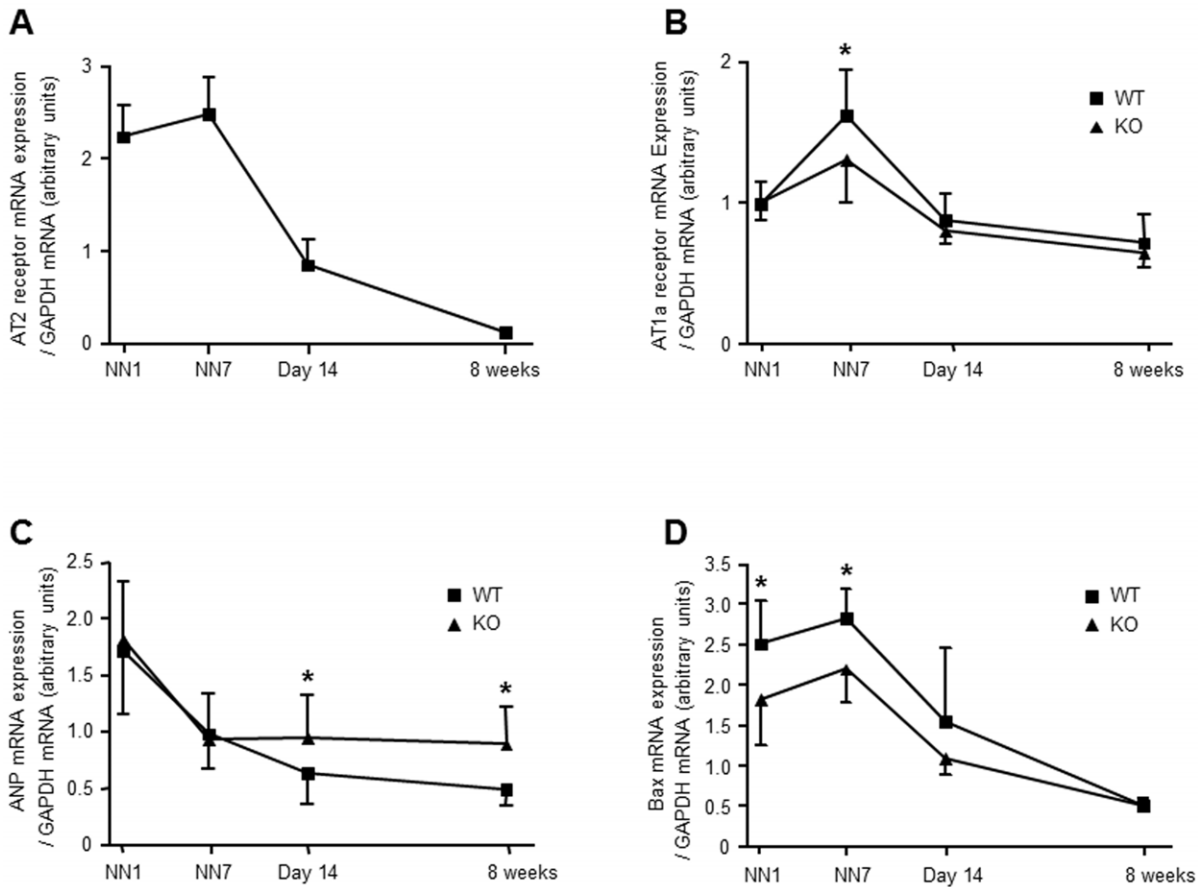 A
AT2 receptor mRNA expression
/ GAPDH mRNA (arbitrary units)
3
2
1
0
NN1 NN7 Day 14 8 weeks
B
AT1a receptor mRNA Expression
/ GAPDH mRNA (arbitrary units)
2
1
0
*
WT
KO
NN1 NN7 Day 14 8 weeks
C
ANP mRNA expression
/ GAPDH mRNA (arbitrary units)
2.5
2.0
1.5
1.0
0.5
0
* *
WT
KO
NN1 NN7 Day 14 8 weeks
D
Bax mRNA expression
/ GAPDH mRNA (arbitrary units)
3.5
3.0
2.5
2.0
1.5
1.0
0.5
0
* *
WT
KO
NN1 NN7 Day 14 8 weeks